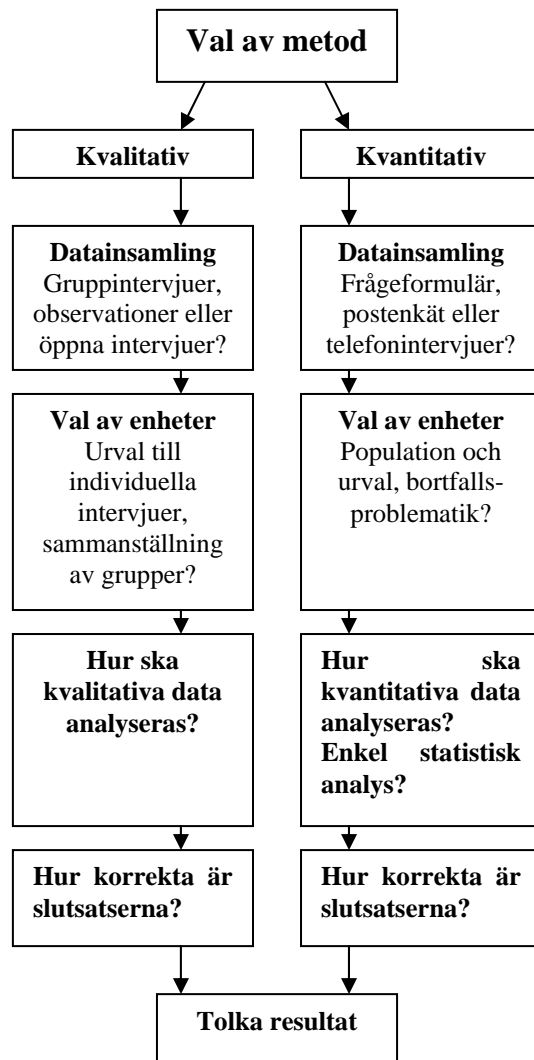 Val av metod
Kvalitativ
Kvantitativ
Datainsamling
Gruppintervjuer,
observationer eller
öppna intervjuer?
Datainsamling
Frågeformulär,
postenkät eller
telefonintervjuer?
Val av enheter
Urval till
individuella
intervjuer,
sammanställning
av grupper?
Val av enheter
Population och
urval, bortfalls-
problematik?
Hur ska
kvalitativa data
analyseras?
Hur ska
kvantitativa data
analyseras?
Enkel statistisk
analys?
Hur korrekta är
slutsatserna?
Hur korrekta är
slutsatserna?
Tolka resultat